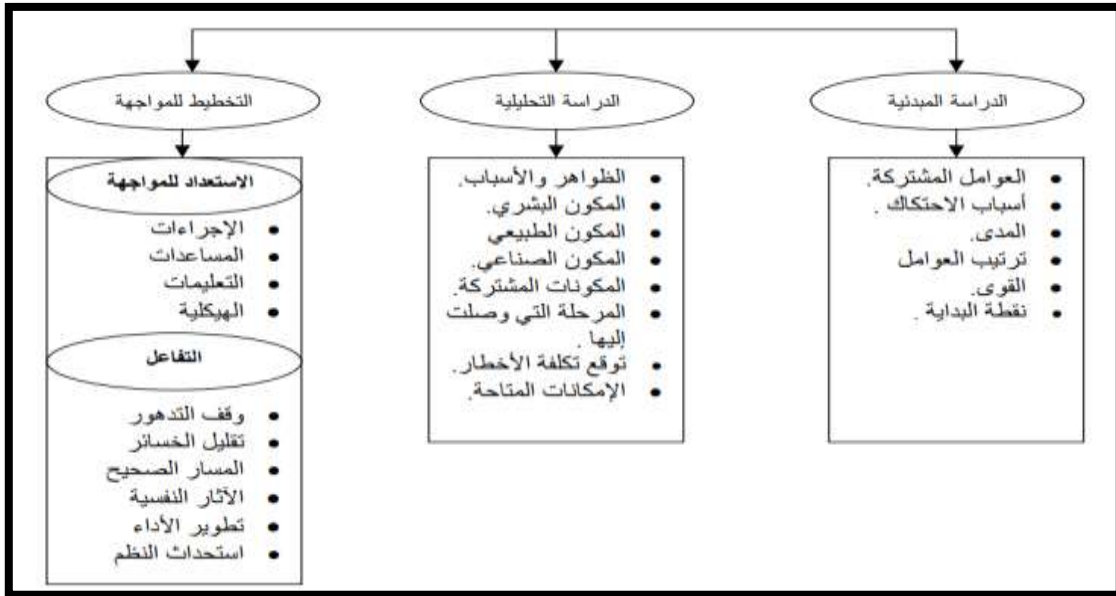 الدراسة المبدئية
العوامل المشتركة.
أسباب الاحتكاك .
المدى.
ترتيب العوامل
القوى.
نقطة البداية .
الدراسة التحليلية
الظواهر والأسباب.
المكون البشري.
المكون الطبيعي
المكون الصناعي.
المكونات المشتركة.
المرحلة التي وصلت
إليها .
توقع تكلفة الأخطار.
الإمكانات المتاحة.
التخطيط للمواجهة
الاستعداد للمواجهة
الإجراءات
المساعدات
التعليمات
الهيكلية
التفاعل
وقف التدهور
تقليل الخسائر
المسار الصحيح
الآثار النفسية
تطوير الأداء
استحداث النظم